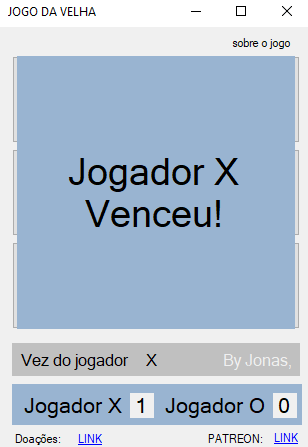 JOGO DA VELHA
sobre o jogo
Jogador X
Venceu!
Vez do jogador X By Jonas,
Jogador X 1 Jogador O 0
Doações: LINK PATREON: LINK